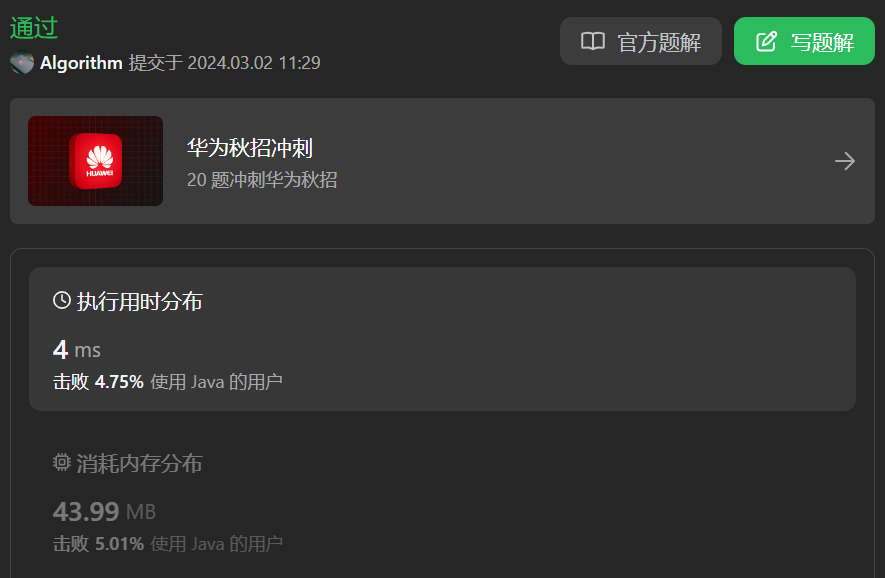 通过
官方题解
写题解
Algorithm 提交于 2024.03.02 11:29
HUAWEI
华为秋招冲刺
20 题冲刺华为秋招
执行用时分布
4 ms
击败 4.75% 使用 Java 的用户
消耗内存分布
43.99 MB
击败 5.01% 使用 Java 的用户